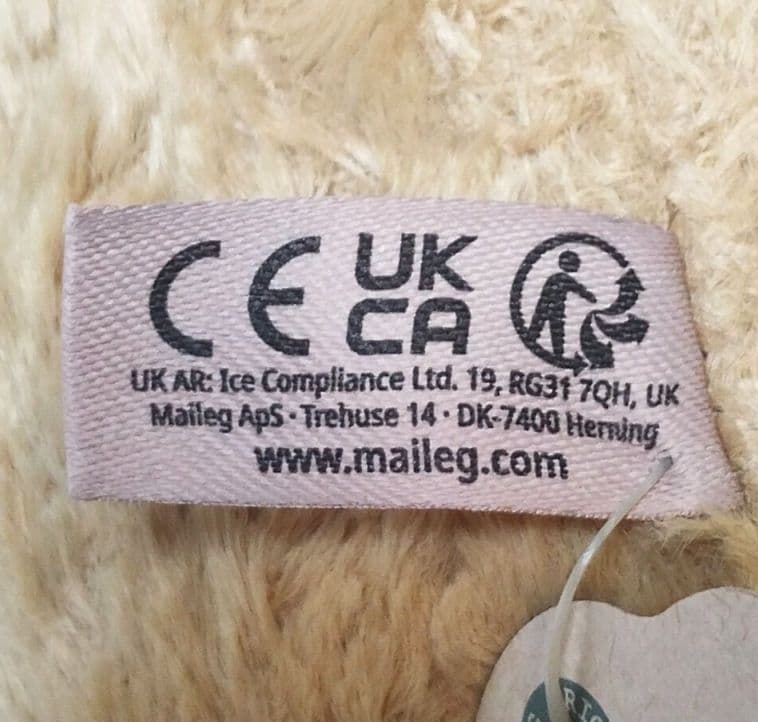 CE UK
CA
UK AR: Ice Compliance Ltd. 19, RG31 7QH, UK
Maileg ApS · Trehuse 14 · DK-7400 Herning
www.maileg.com